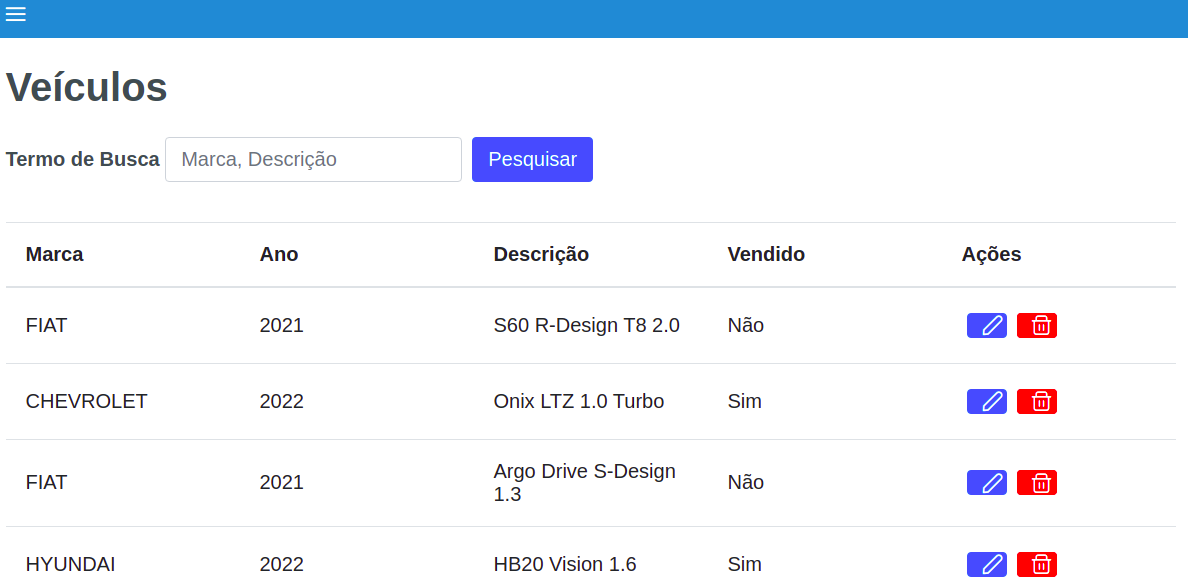 Veículos
Termo de Busca Marca, Descrição Pesquisar
Marca Ano Descrição Vendido Ações
FIAT 2021 S60 R-Design T8 2.0 Não
CHEVROLET 2022 Onix LTZ 1.0 Turbo Sim
FIAT 2021 Argo Drive S-Design 1.3 Não
HYUNDAI 2022 HB20 Vision 1.6 Sim